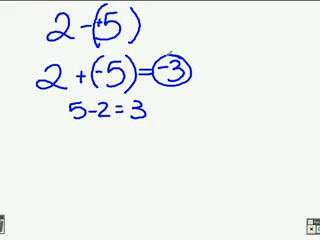 2 - (+5)
2 + (-5) = -3
5 - 2 = 3